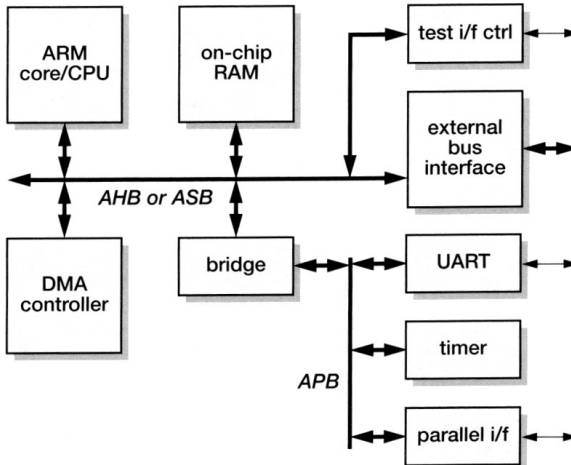 ARM
core/CPU
on-chip
RAM
test i/f ctrl
external
bus
interface
AHB or ASB
DMA
controller
bridge
UART
timer
APB
parallel i/f